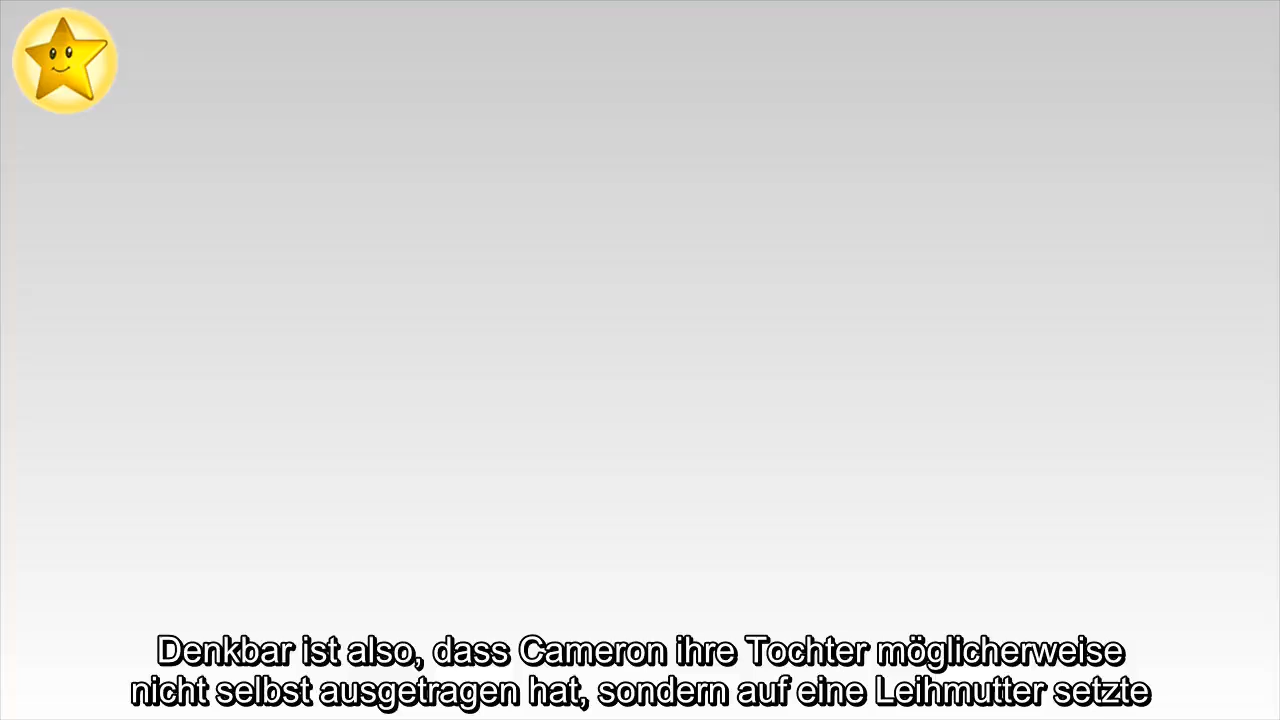 Denkbar ist also, dass Cameron ihre Tochter möglicherweise
nicht selbst ausgetragen hat, sondern auf eine Leihmutter setzte